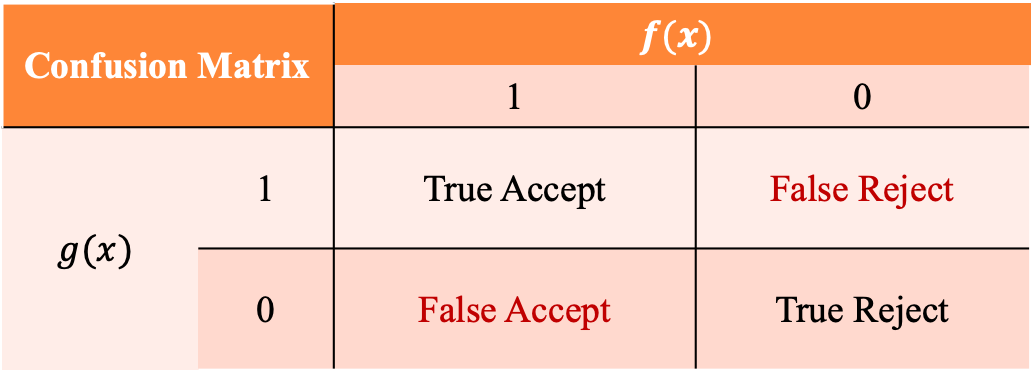 Confusion Matrix
f(x)
1
0
g(x)
1
True Accept
False Reject
0
False Accept
True Reject